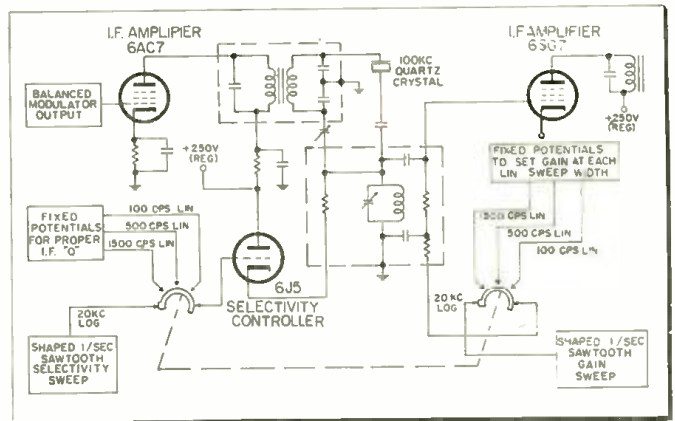 I.F. AMPLIFIER
6AC7
BALANCED
MODULATOR
OUTPUT
+250V
(REG)
100KC
QUARTZ
CRYSTAL
I.F. AMPLIFIER
6SG7
+250V
(REG)
FIXED POTENTIALS
TO SET GAIN AT EACH
LIN SWEEP WIDTH
1500 CPS LIN
500 CPS LIN
100 CPS LIN
FIXED
POTENTIALS
FOR PROPER
I.F. "Q"
100 CPS LIN
500 CPS LIN
1500 CPS LIN
6J5
SELECTIVITY
CONTROLLER
20KC
LOG
SHAPED 1/SEC
SAWTOOTH
SELECTIVITY
SWEEP
20KC
LOG
SHAPED 1/SEC
SAWTOOTH
GAIN
SWEEP